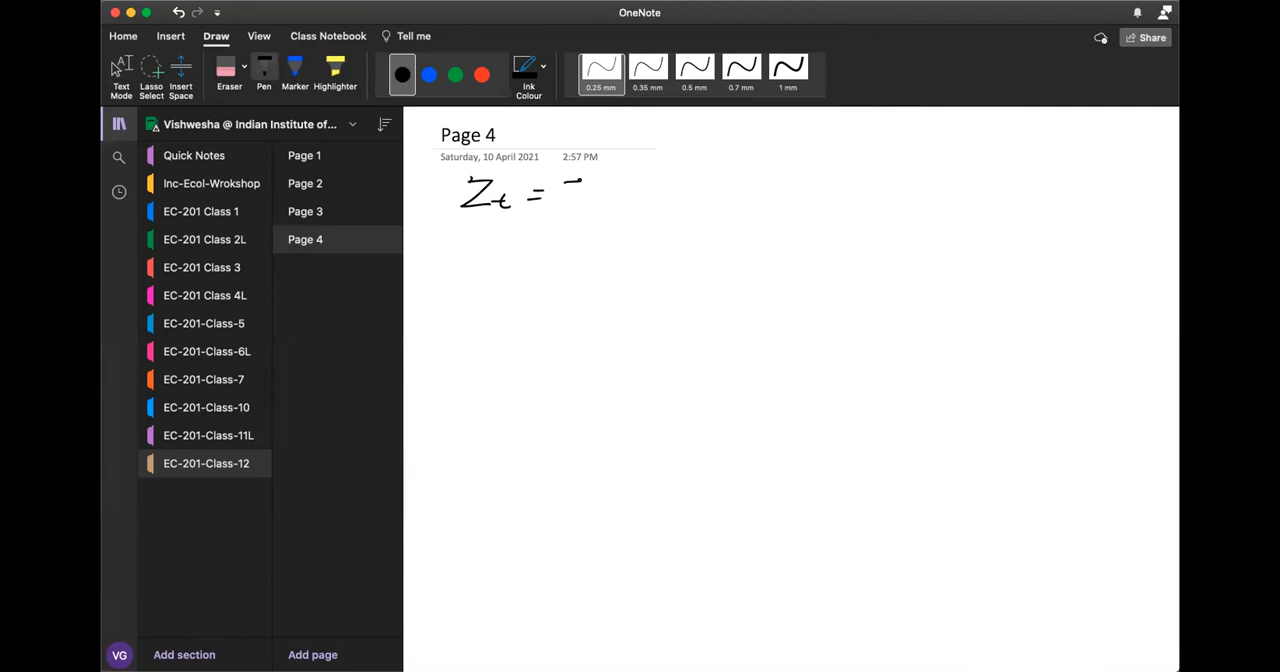 OneNote
Home Insert Draw View Class Notebook Tell me
Share
Text Mode
Lasso Select
Insert Space
Eraser
Pen
Marker
Highlighter
Ink Colour
0.25 mm
0.35 mm
0.5 mm
0.7 mm
1 mm
Vishwesha @ Indian Institute of...
Quick Notes
Inc-Ecol-Wrokshop
EC-201 Class 1
EC-201 Class 2L
EC-201 Class 3
EC-201 Class 4L
EC-201-Class-5
EC-201-Class-6L
EC-201-Class-7
EC-201-Class-10
EC-201-Class-11L
EC-201-Class-12
Page 1
Page 2
Page 3
Page 4
Page 4
Saturday, 10 April 2021 2:57 PM
Zt =
VG
Add section
Add page